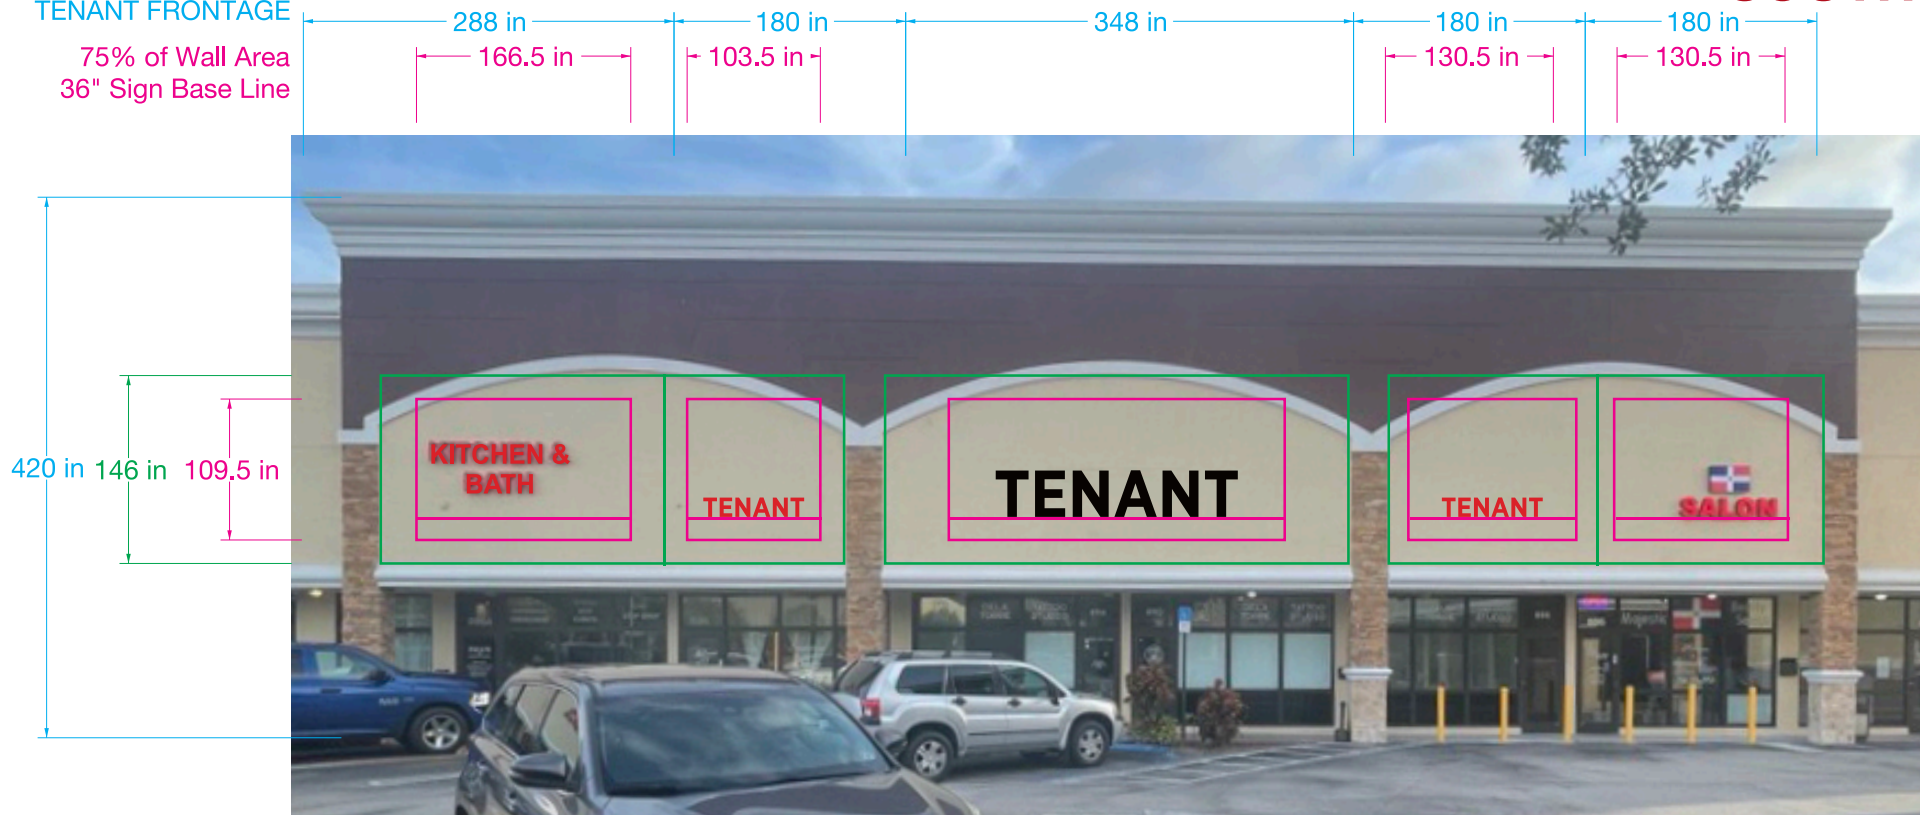 TENANT FRONTAGE
288 in
180 in
348 in
180 in
180 in
75% of Wall Area
36" Sign Base Line
166.5 in
103.5 in
130.5 in
130.5 in
420 in
146 in
109.5 in
KITCHEN &
BATH
TENANT
TENANT
TENANT
SALON